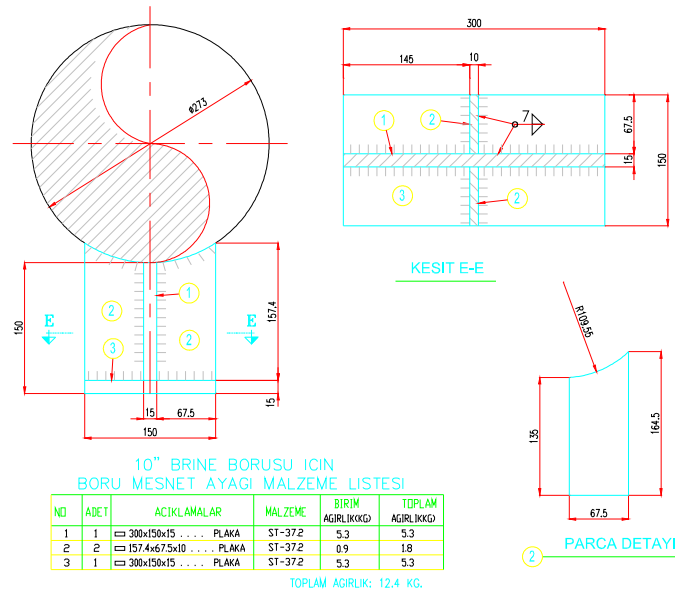 300
145
10
Ø273
7
1
2
67.5
15
150
3
2
KESIT E-E
1
2
2
3
E
E
150
157.4
15
15
67.5
150
R109.55
135
164.5
67.5
2
PARCA DETAYI
10" BRINE BORUSU ICIN
BORU MESNET AYAGI MALZEME LISTESI
NO ADET ACIKLAMALAR MALZEME BIRIM AGIRLIK(KG) TOPLAM AGIRLIKKG)
1 1 300x150x15 .... PLAKA ST-37.2 5.3 5.3
2 2 157.4x67.5x10 .... PLAKA ST-37.2 0.9 1.8
3 1 300x150x15 .... PLAKA ST-37.2 5.3 5.3
TOPLAM AGIRLIK: 12.4 KG.